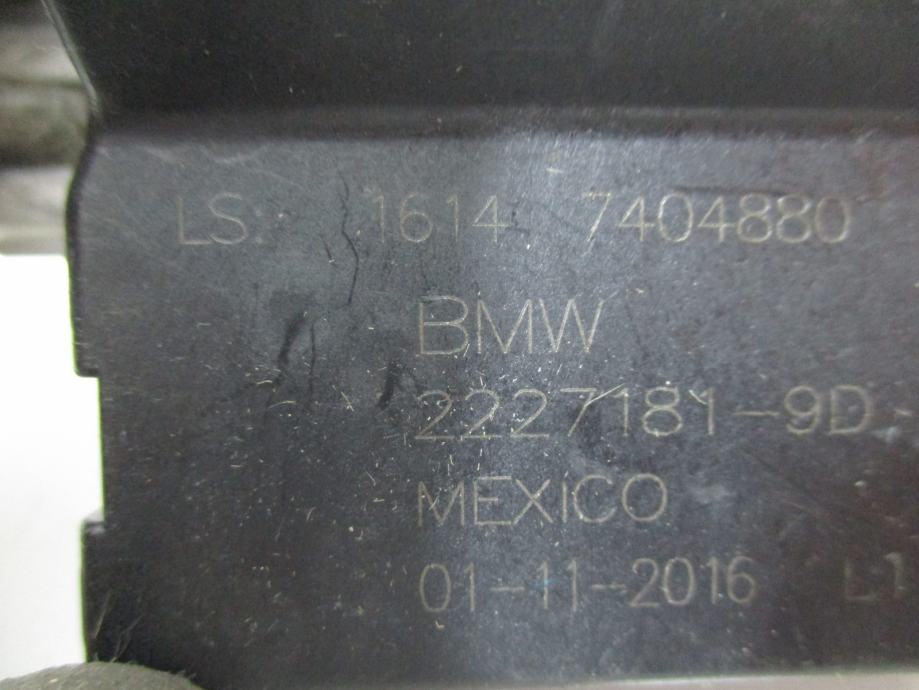 LS: 1614 7404880
BMW
2227181-9D
MEXICO
01-11-2016 L1